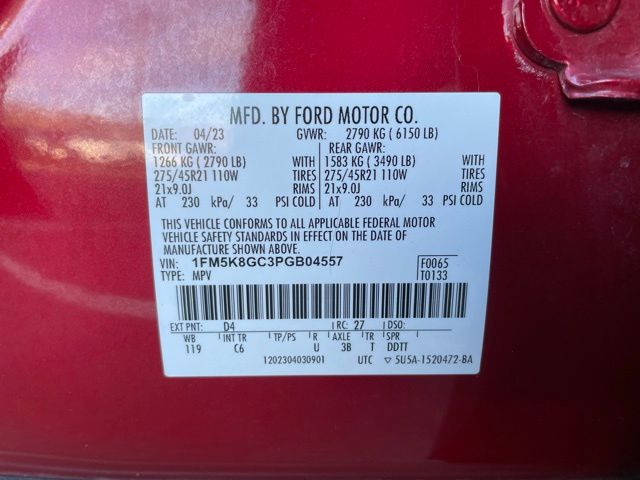 MFD. BY FORD MOTOR CO.
DATE: 04/23 GVWR: 2790 KG ( 6150 LB)
FRONT GAWR: REAR GAWR:
1266 KG ( 2790 LB) WITH 1583 KG ( 3490 LB) WITH
275/45R21 110W TIRES 275/45R21 110W TIRES
21x9.0J RIMS 21x9.0J RIMS
AT 230 kPa/ 33 PSI COLD AT 230 kPa/ 33 PSI COLD
THIS VEHICLE CONFORMS TO ALL APPLICABLE FEDERAL MOTOR
VEHICLE SAFETY STANDARDS IN EFFECT ON THE DATE OF
MANUFACTURE SHOWN ABOVE.
VIN: 1FM5K8GC3PGB04557 F0065
TYPE: MPV T0133
EXT PNT: D4 RC: 27 DSO:
WB INT TR TP/PS R AXLE TR SPR
119 C6 U 3B T DDTT
1202304030901 UTC ▽ 5U5A-1520472-BA